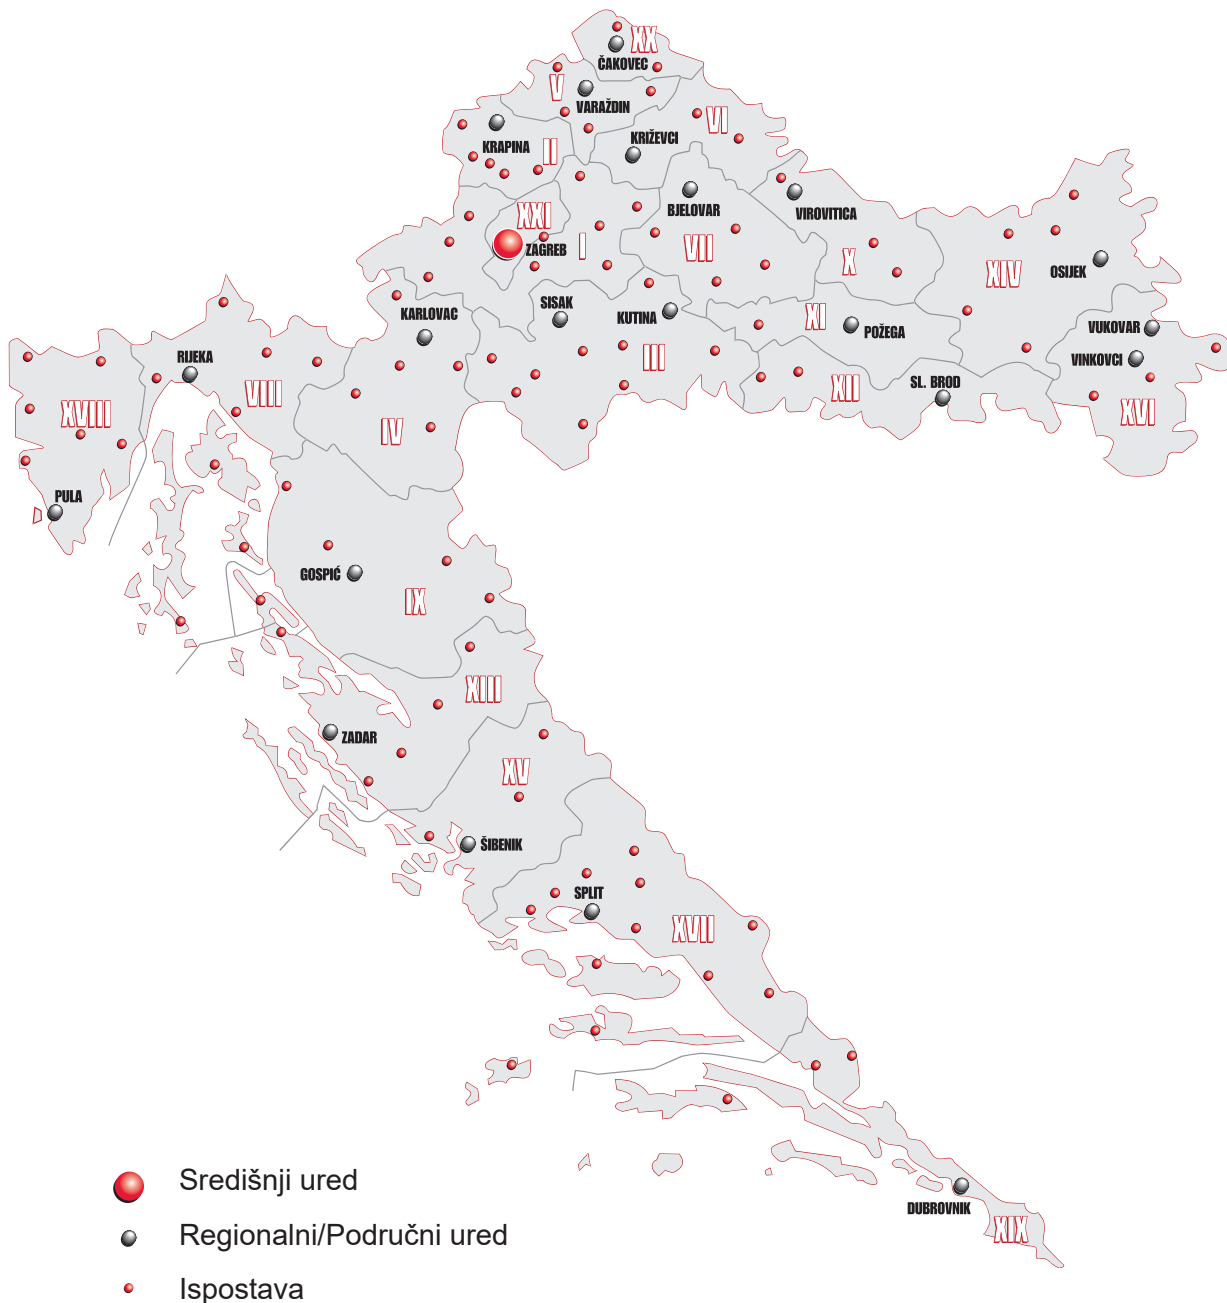 XX
ČAKOVEC
V
VARAŽDIN
VI
KRIŽEVCI
KRAPINA
II
BJELOVAR
VIROVITICA
XXI
ZAGREB
I
VII
X
XIV
OSIJEK
SISAK
KUTINA
XI
POŽEGA
VUKOVAR
VINKOVCI
KARLOVAC
RIJEKA
III
XVIII
VIII
IV
XII
SL. BROD
XVI
PULA
GOSPIĆ
IX
XIII
ZADAR
XV
ŠIBENIK
SPLIT
XVII
DUBROVNIK
XIX
Središnji ured
Regionalni/Područni ured
Ispostava